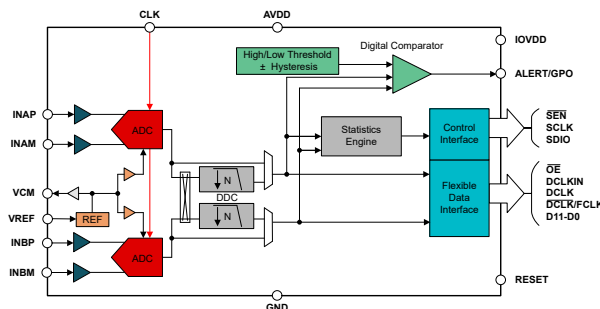 CLK
AVDD
IOVDD
High/Low Threshold
± Hysteresis
Digital Comparator
ALERT/GPO
INAP
INAM
ADC
Statistics
Engine
Control
Interface
SEN
SCLK
SDIO
N
DDC
N
Flexible
Data
Interface
OE
DCLKIN
DCLK
DCLK/FCLK
D11-D0
VCM
VREF
REF
INBP
INBM
ADC
RESET
GND